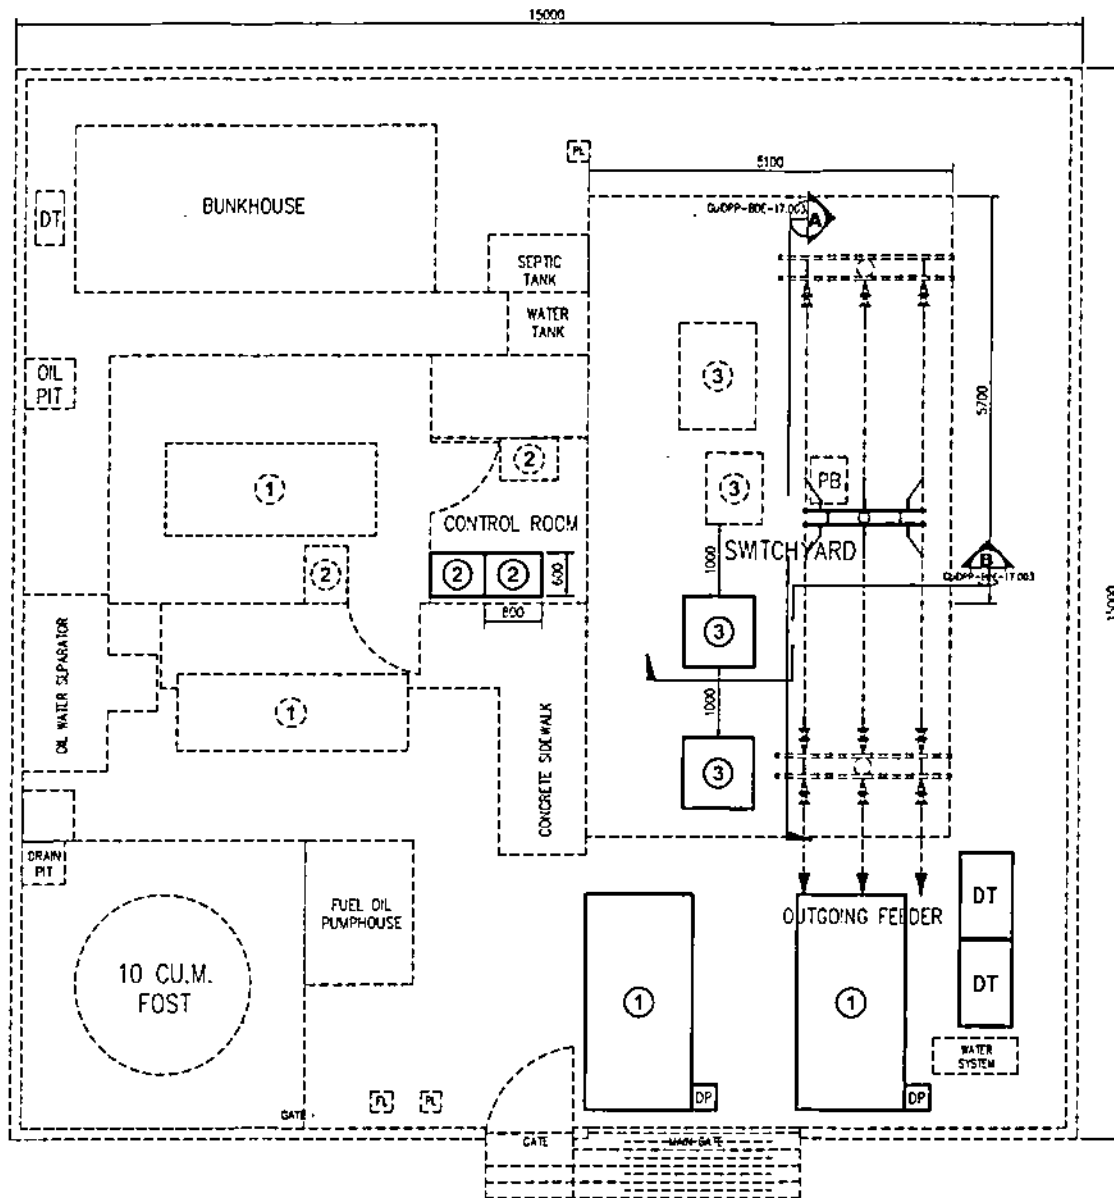 15000
PL
5100
BUNKHOUSE
DT
A
SEPTIC
TANK
WATER
TANK
OIL
PIT
3
5700
1
2
3
PB
CONTROL ROOM
SWITCHYARD
1000
B
2
2
2
600
800
15000
3
OIL WATER SEPARATOR
1
1000
CONCRETE SIDEWALK
3
DRAIN
PIT
FUEL OIL
PUMPHOUSE
OUTGOING FEEDER
DT
10 CU.M.
FOST
1
1
DT
WATER
SYSTEM
DP
DP
PL
GATE
GATE
MAIN GATE